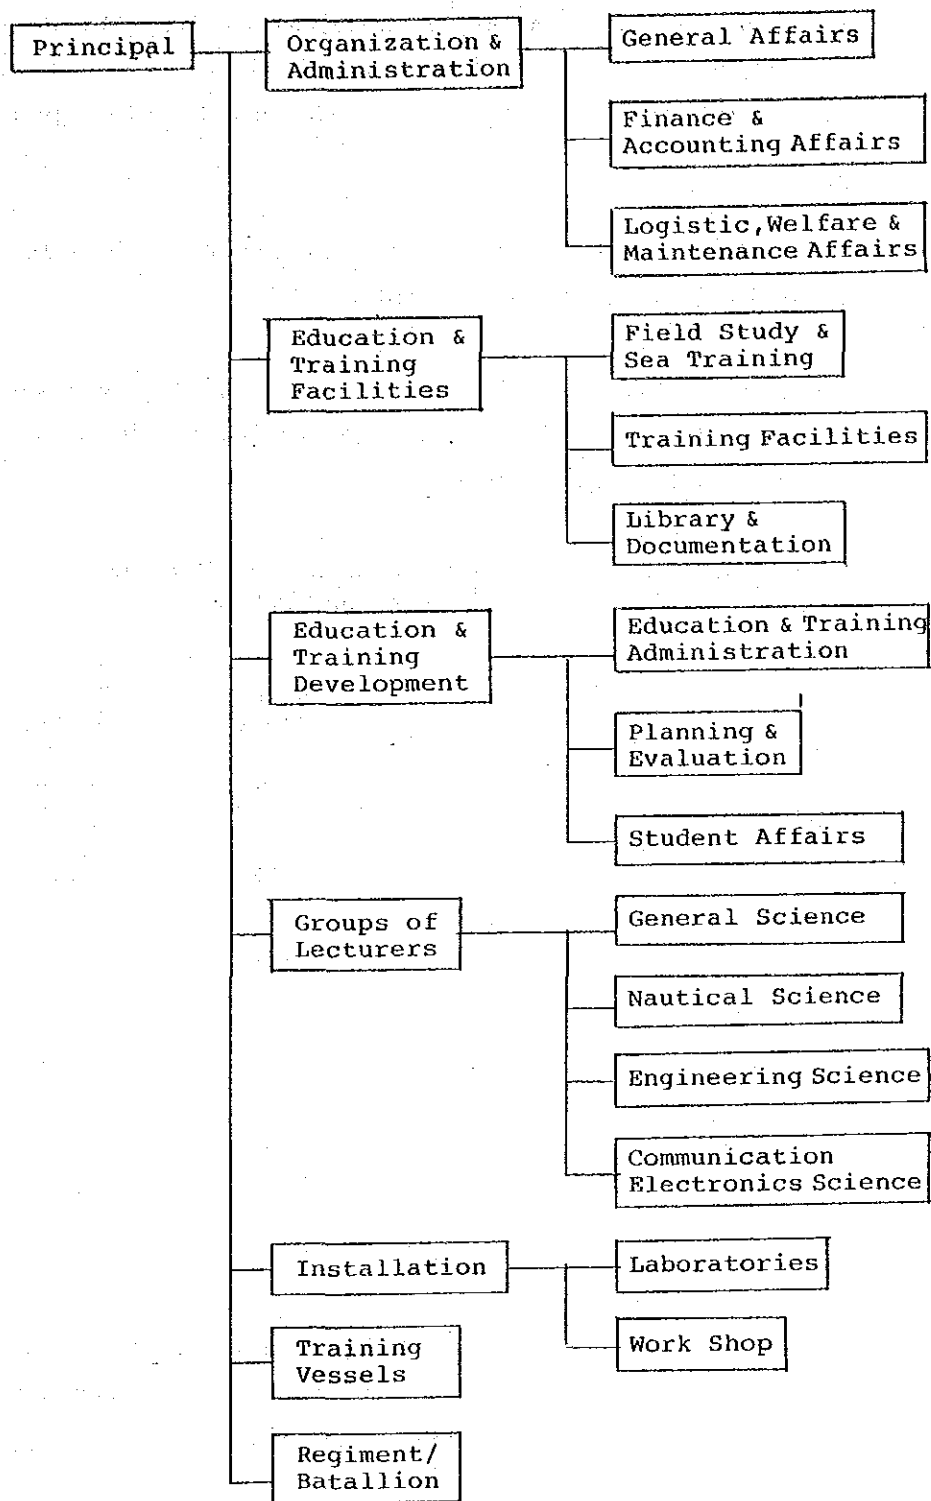 Principal
Organization &
Administration
General Affairs
Finance &
Accounting Affairs
Logistic,Welfare &
Maintenance Affairs
Education &
Training
Facilities
Field Study &
Sea Training
Training Facilities
Library &
Documentation
Education &
Training
Development
Education & Training
Administration
Planning &
Evaluation
Student Affairs
Groups of
Lecturers
General Science
Nautical Science
Engineering Science
Communication
Electronics Science
Installation
Laboratories
Work Shop
Training
Vessels
Regiment/
Batallion